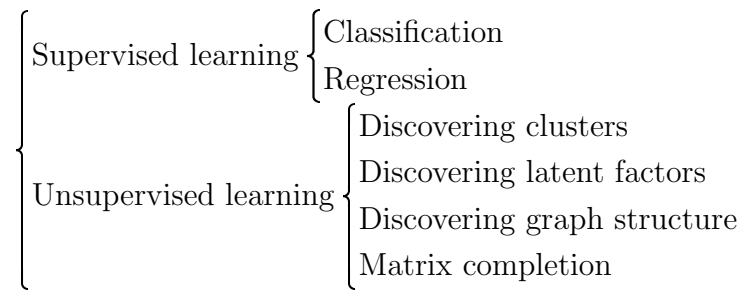 Supervised learning
Classification
Regression
Unsupervised learning
Discovering clusters
Discovering latent factors
Discovering graph structure
Matrix completion